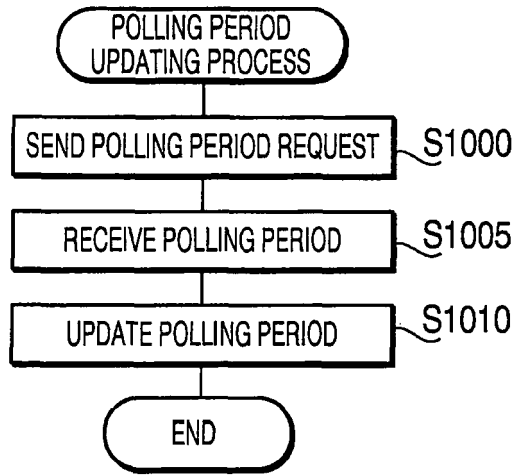 POLLING PERIOD
UPDATING PROCESS
SEND POLLING PERIOD REQUEST
S1000
RECEIVE POLLING PERIOD
S1005
UPDATE POLLING PERIOD
S1010
END